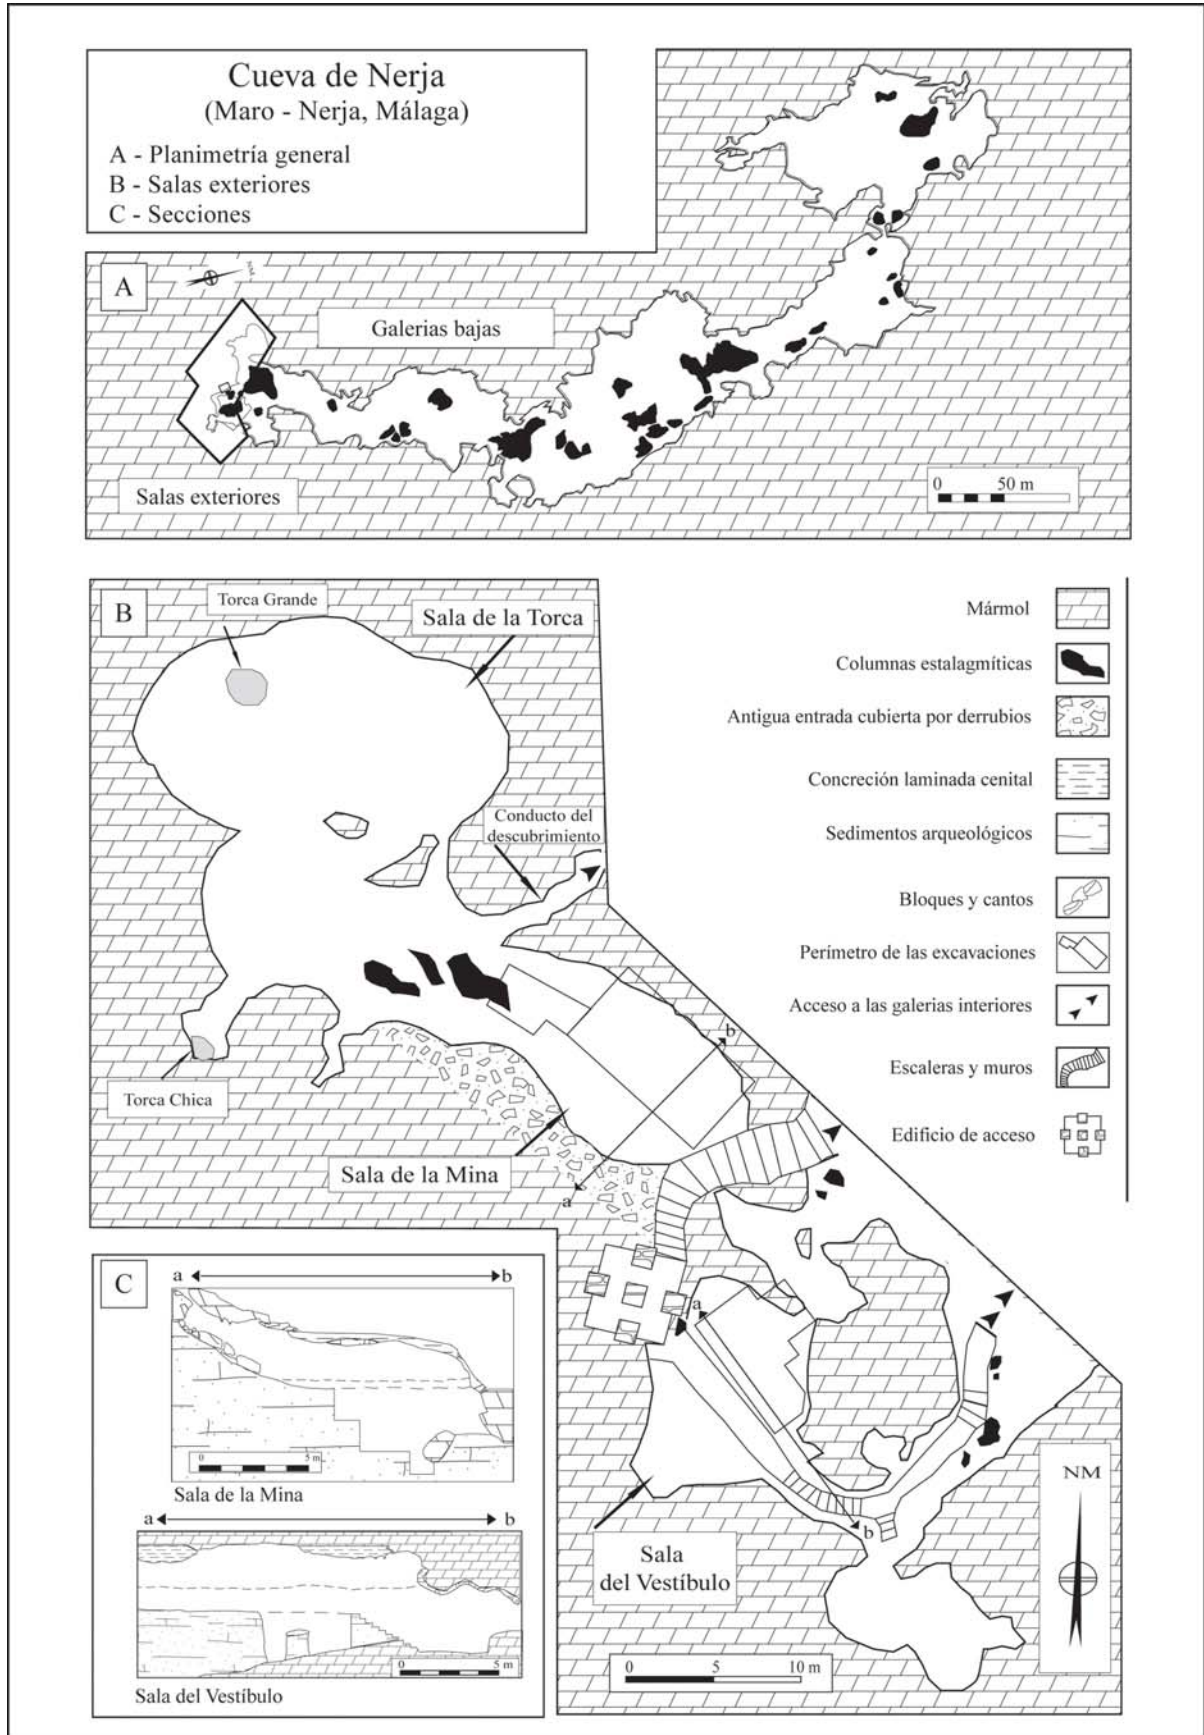 Cueva de Nerja
(Maro - Nerja, Málaga)
A - Planimetría general
B - Salas exteriores
C - Secciones
A
NM
Galerias bajas
Salas exteriores
0 50 m
B
Torca Grande
Sala de la Torca
Conducto del
descubrimiento
Torca Chica
Sala de la Mina
a
b
a
b
Sala
del Vestíbulo
0 5 10 m
NM
Mármol
Columnas estalagmíticas
Antigua entrada cubierta por derrubios
Concreción laminada cenital
Sedimentos arqueológicos
Bloques y cantos
Perímetro de las excavaciones
Acceso a las galerias interiores
Escaleras y muros
Edificio de acceso
C
a b
0 5 m
Sala de la Mina
a b
0 5 m
Sala del Vestíbulo